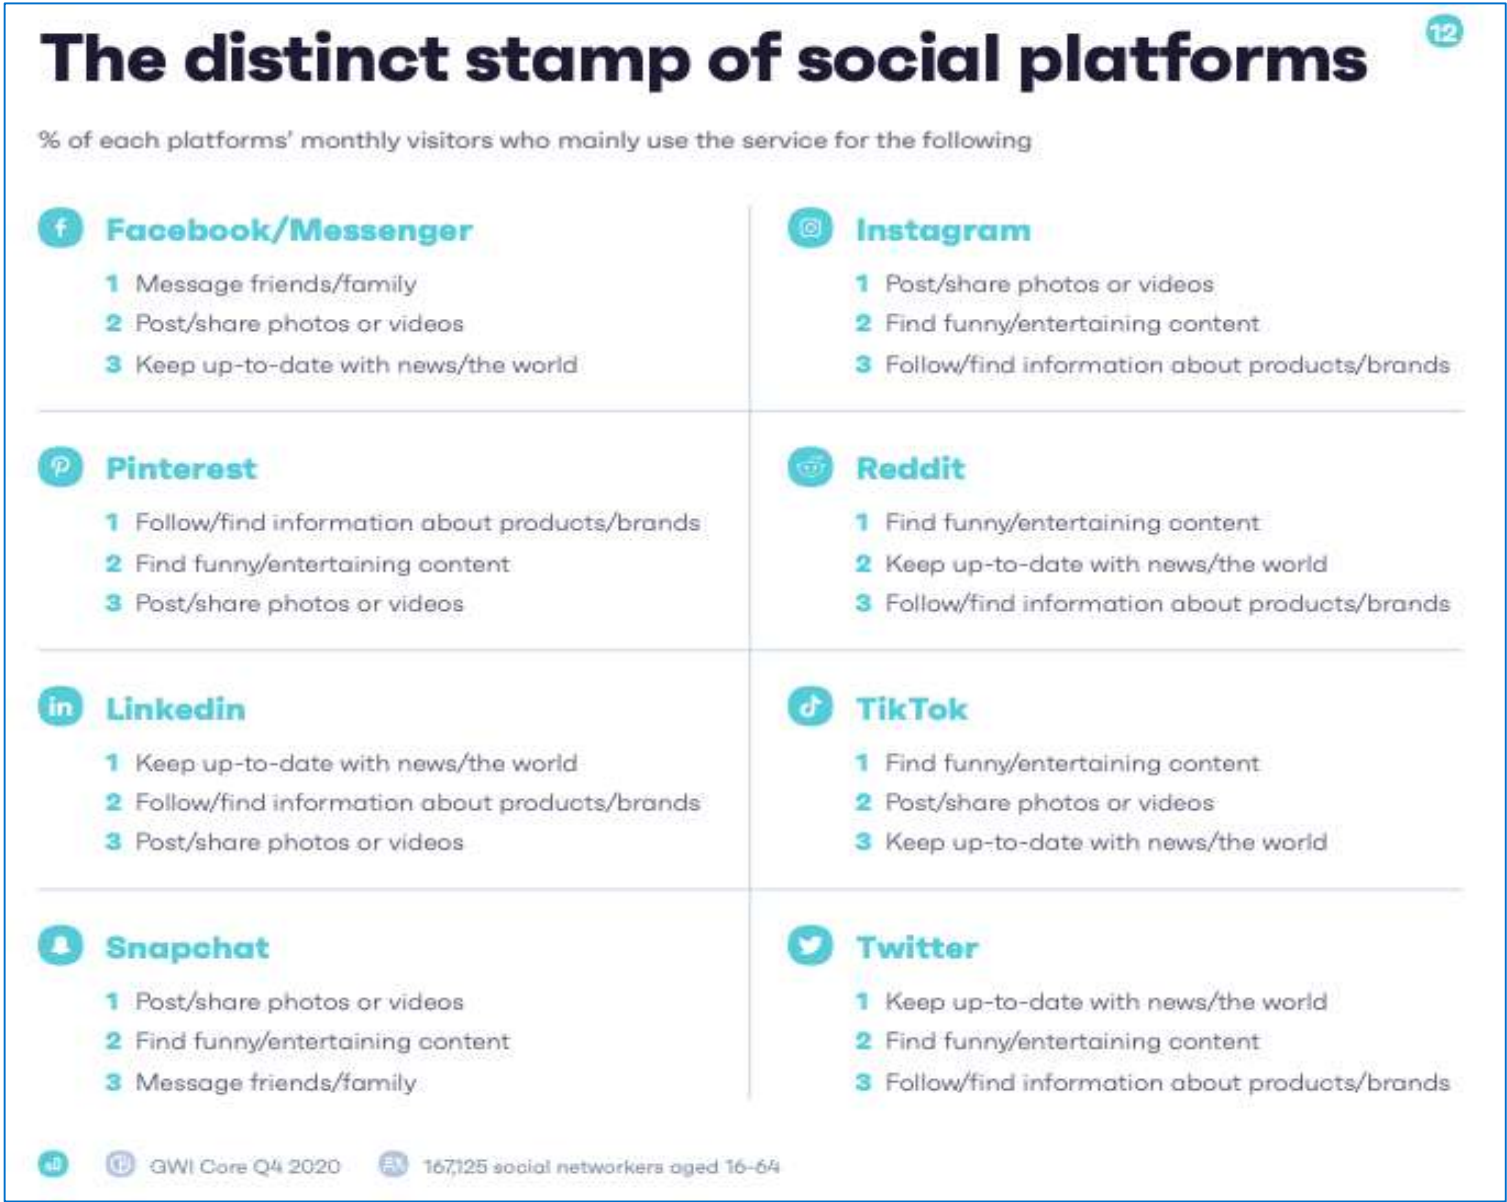 The distinct stamp of social platforms
12
% of each platforms' monthly visitors who mainly use the service for the following
Facebook/Messenger
1 Message friends/family
2 Post/share photos or videos
3 Keep up-to-date with news/the world
Instagram
1 Post/share photos or videos
2 Find funny/entertaining content
3 Follow/find information about products/brands
Pinterest
1 Follow/find information about products/brands
2 Find funny/entertaining content
3 Post/share photos or videos
Reddit
1 Find funny/entertaining content
2 Keep up-to-date with news/the world
3 Follow/find information about products/brands
in
Linkedin
1 Keep up-to-date with news/the world
2 Follow/find information about products/brands
3 Post/share photos or videos
TikTok
1 Find funny/entertaining content
2 Post/share photos or videos
3 Keep up-to-date with news/the world
Snapchat
1 Post/share photos or videos
2 Find funny/entertaining content
3 Message friends/family
Twitter
1 Keep up-to-date with news/the world
2 Find funny/entertaining content
3 Follow/find information about products/brands
GWI Core Q4 2020
167,125 social networkers aged 16-64